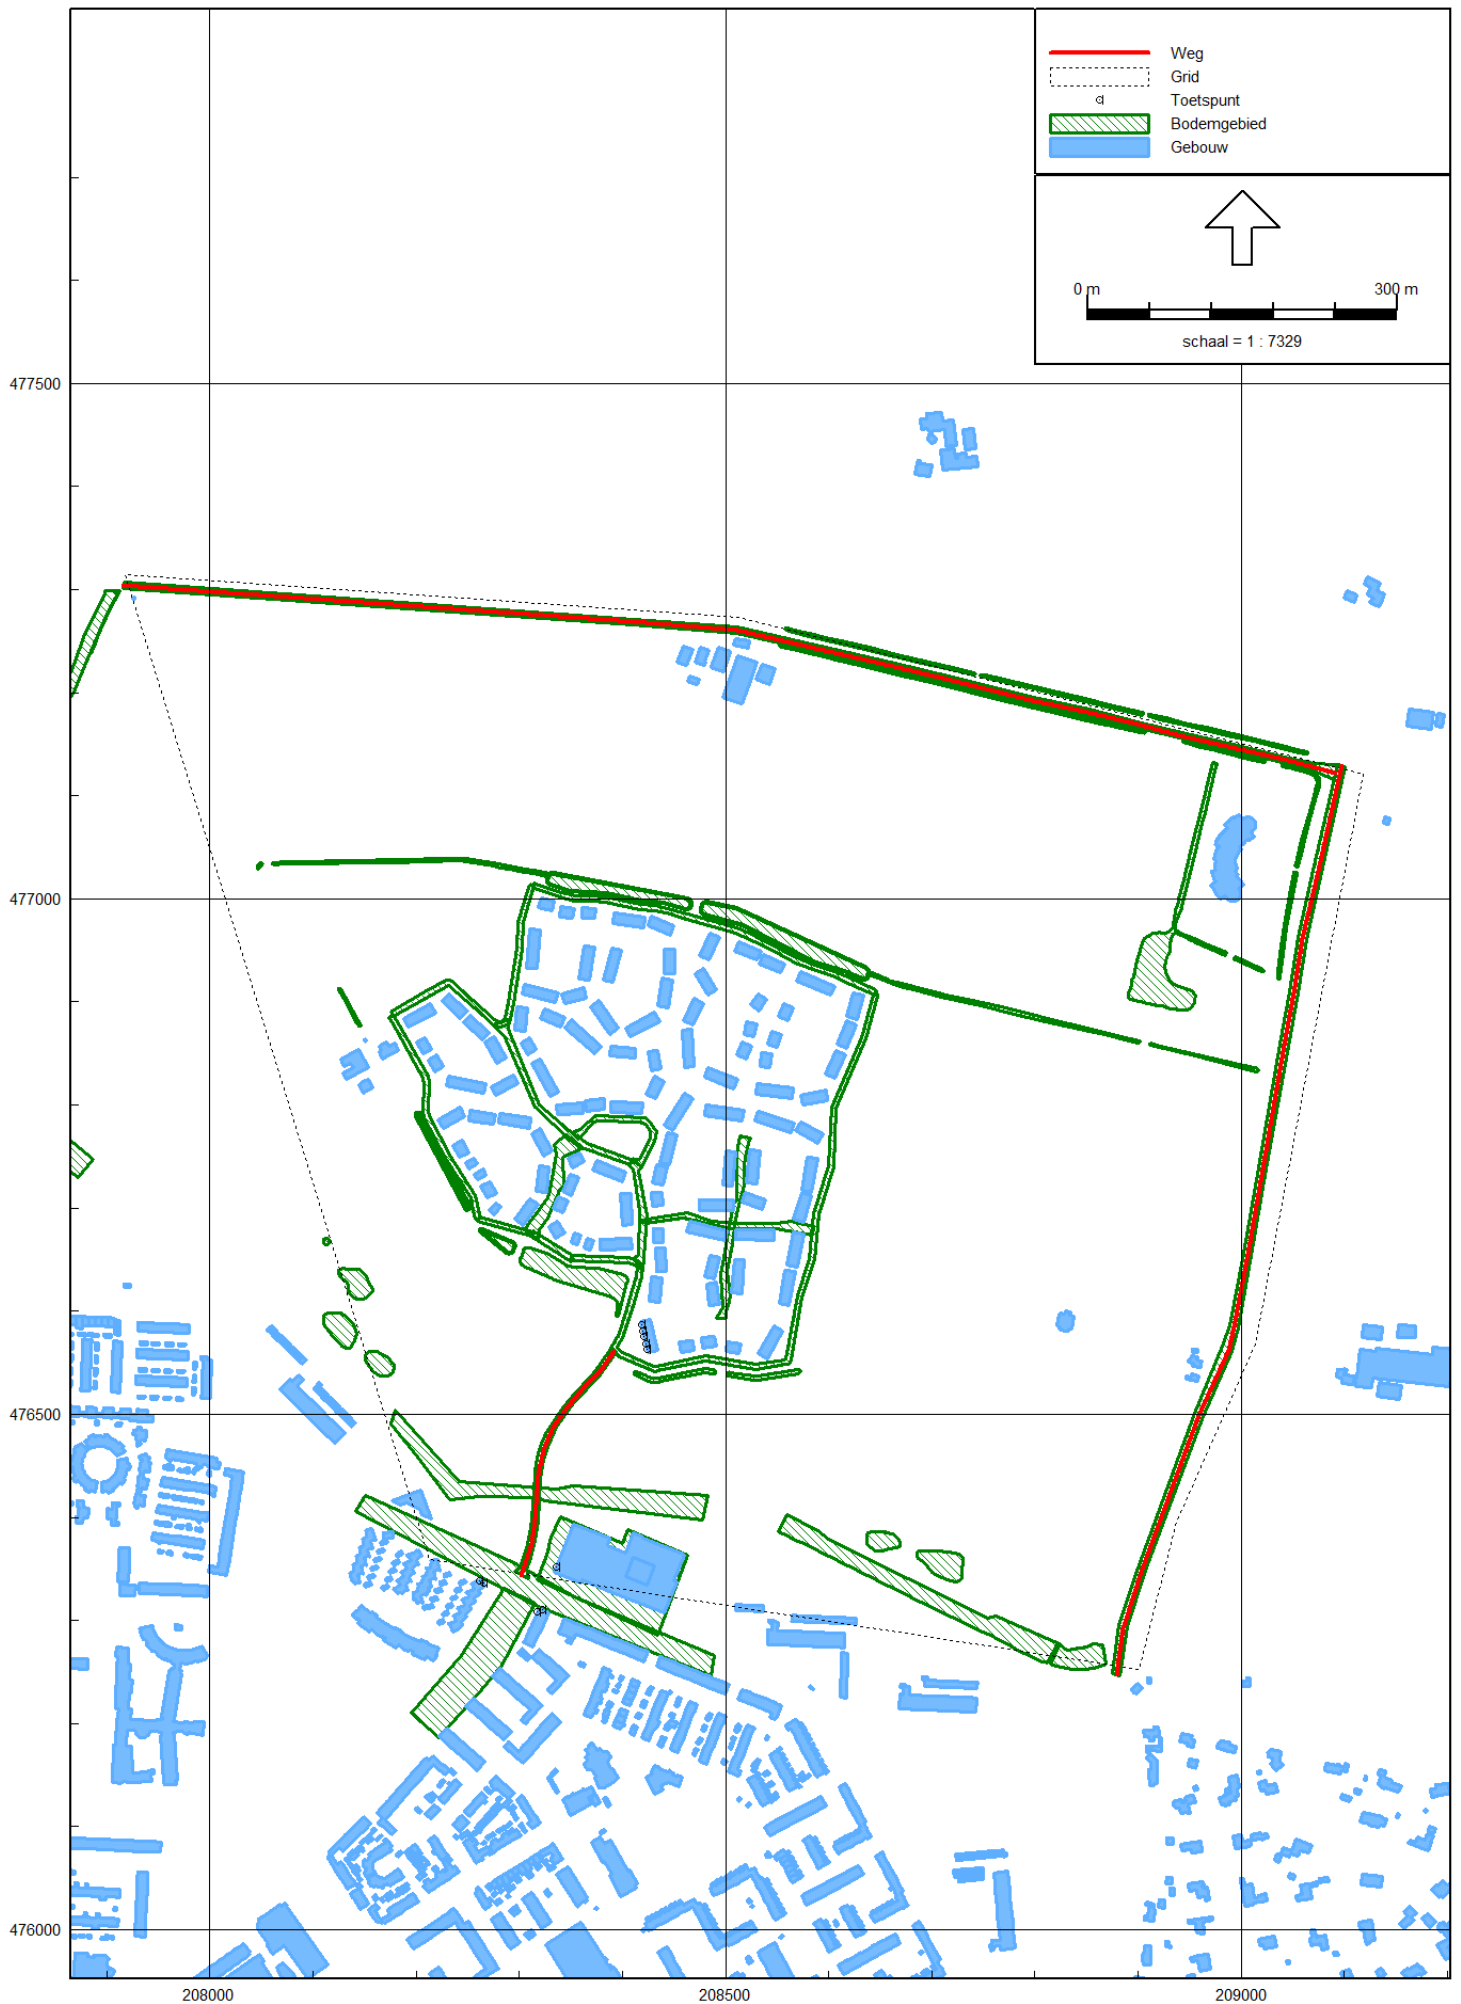 Weg
Grid
Toetspunt
Bodemgebied
Gebouw
0 m 300 m
schaal = 1 : 7329
477500
477000
476500
476000
208000 208500 209000